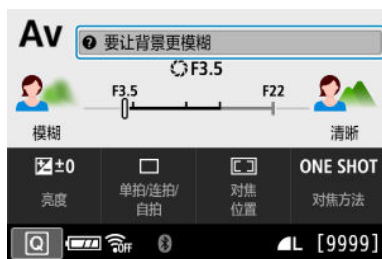 Av
? 要让背景更模糊
F3.5
F3.5
F22
模糊
清晰
±0
亮度
单拍/连拍/
自拍
对焦
位置
ONE SHOT
对焦方法
Q
OFF
L
[9999]